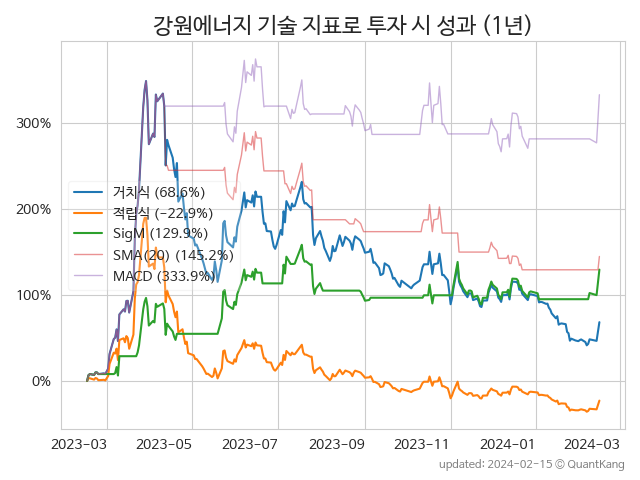 강원에너지 기술 지표로 투자 시 성과 (1년)
300%
200%
100%
0%
거치식 (68.6%)
적립식 (−22.9%)
SigM (129.9%)
SMA(20) (145.2%)
MACD (333.9%)
2023-03 2023-05 2023-07 2023-09 2023-11 2024-01 2024-03
updated: 2024-02-15 © QuantKang